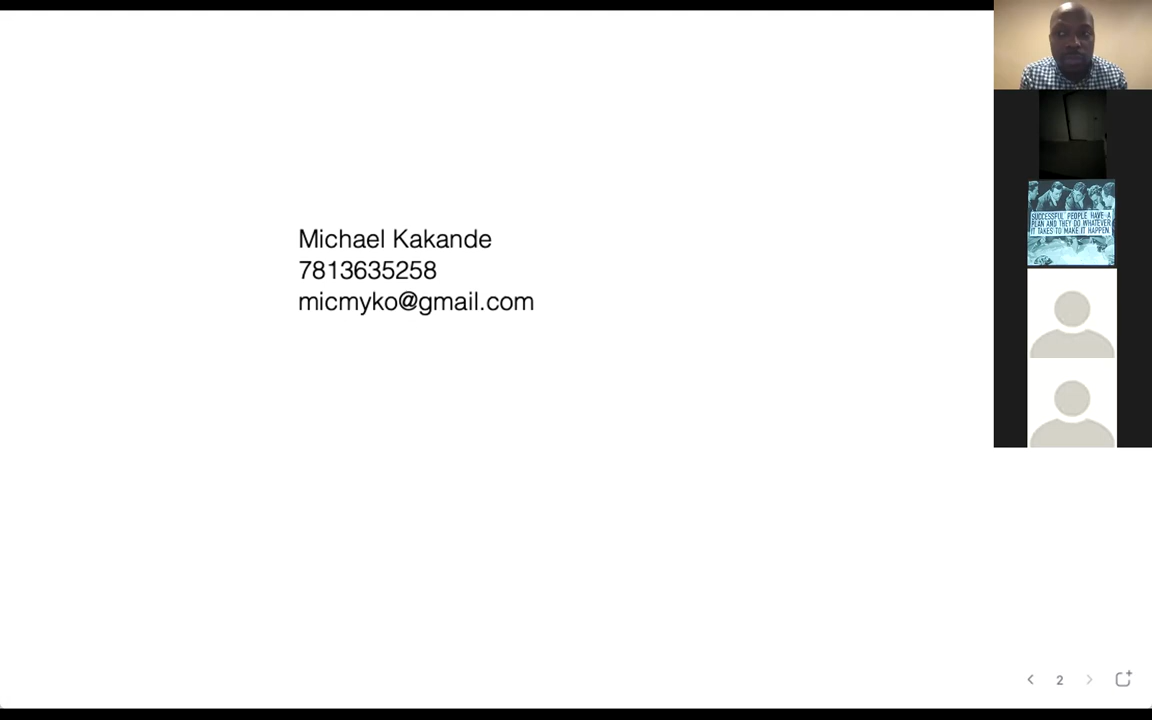 Michael Kakande
7813635258
micmyko@gmail.com
SUCCESSFUL PEOPLE HAVE A
PLAN AND THEY DO WHATEVER
IT TAKES TO MAKE IT HAPPEN.
2